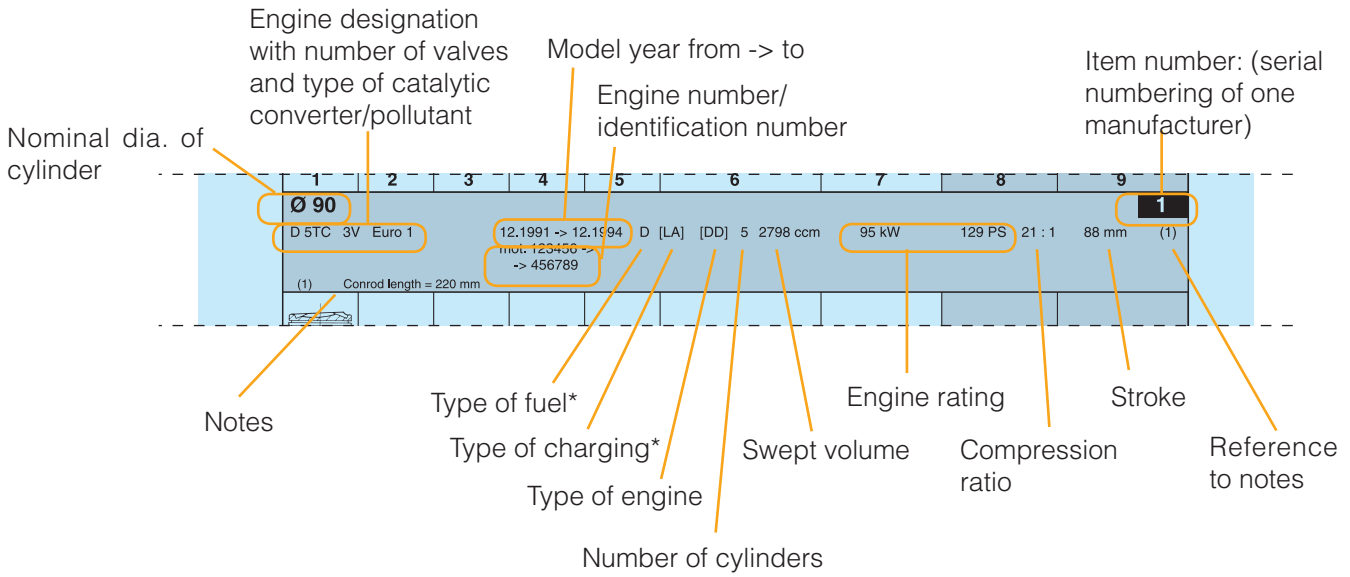 Engine designation
with number of valves
and type of catalytic
converter/pollutant
Model year from -> to
Engine number/
identification number
Item number: (serial
numbering of one
manufacturer)
Nominal dia. of
cylinder
1 2 3 4 5 6 7 8 9
Ø 90 1
D 5TC 3V Euro 1 12.1991 -> 12.1994 D [LA] [DD] 5 2798 ccm 95 kW 129 PS 21 : 1 88 mm (1)
mot. 123456 ->
-> 456789
(1) Conrod length = 220 mm
Notes
Type of fuel*
Type of charging*
Type of engine
Number of cylinders
Swept volume
Engine rating
Compression
ratio
Stroke
Reference
to notes